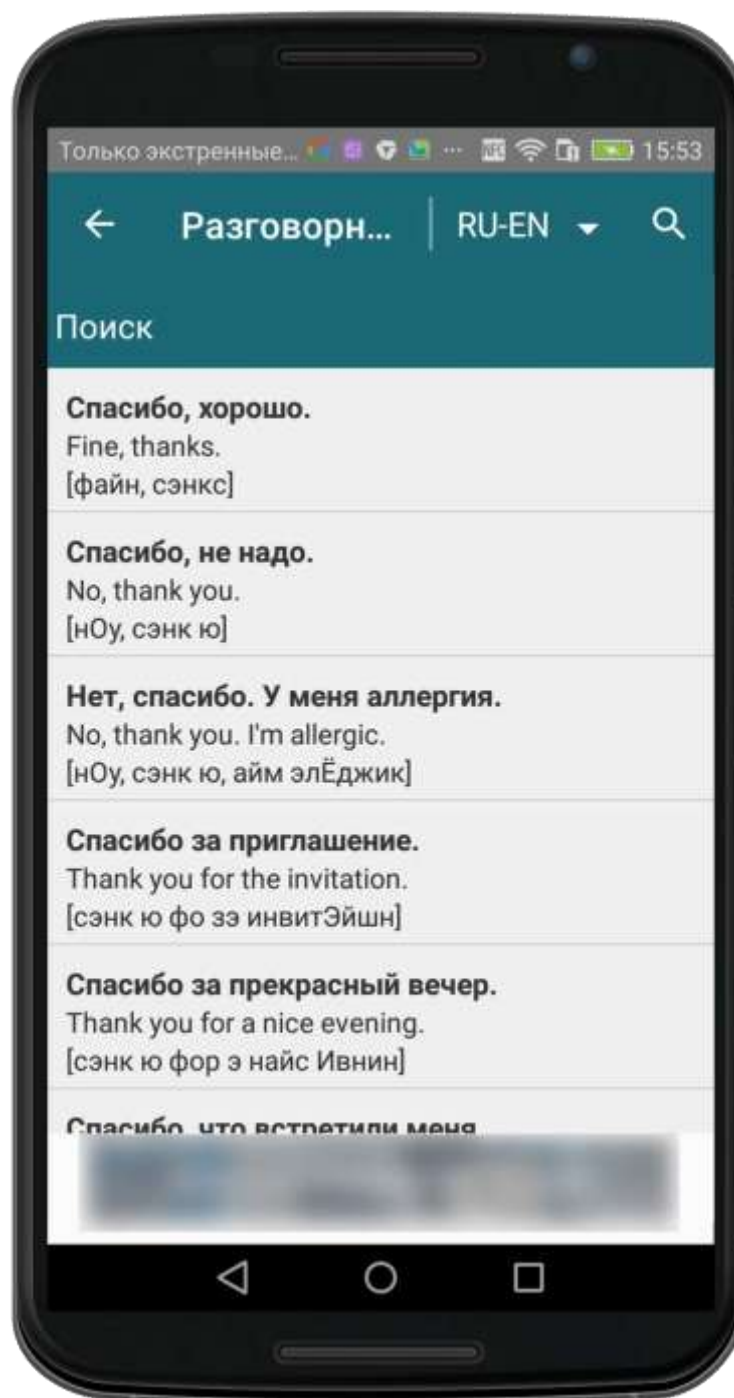 Только экстренные... 15:53
Разговорн... RU-EN
Поиск
Спасибо, хорошо.
Fine, thanks.
[файн, сэнкс]
Спасибо, не надо.
No, thank you.
[нОу, сэнк ю]
Нет, спасибо. У меня аллергия.
No, thank you. I'm allergic.
[нОу, сэнк ю, айм элЁджик]
Спасибо за приглашение.
Thank you for the invitation.
[сэнк ю фо зэ инвитЭйшн]
Спасибо за прекрасный вечер.
Thank you for a nice evening.
[сэнк ю фор э найс Ивнин]
Спасибо, что встретили меня